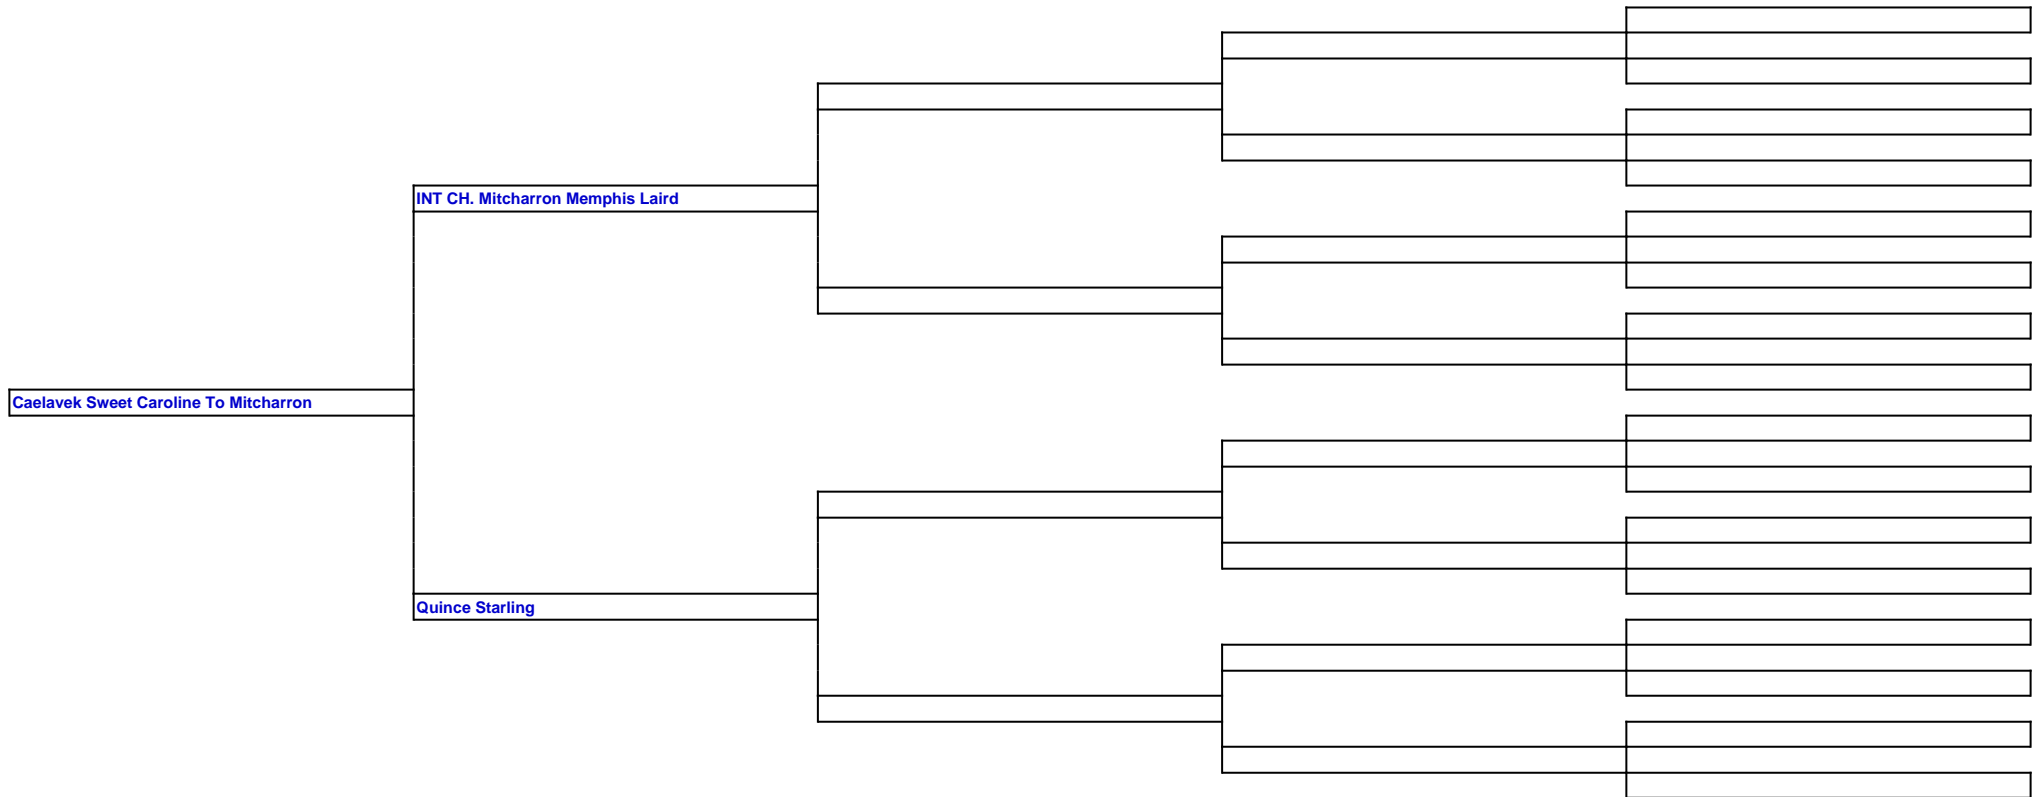 INT CH. Mitcharron Memphis Laird
Caelavek Sweet Caroline To Mitcharron
Quince Starling